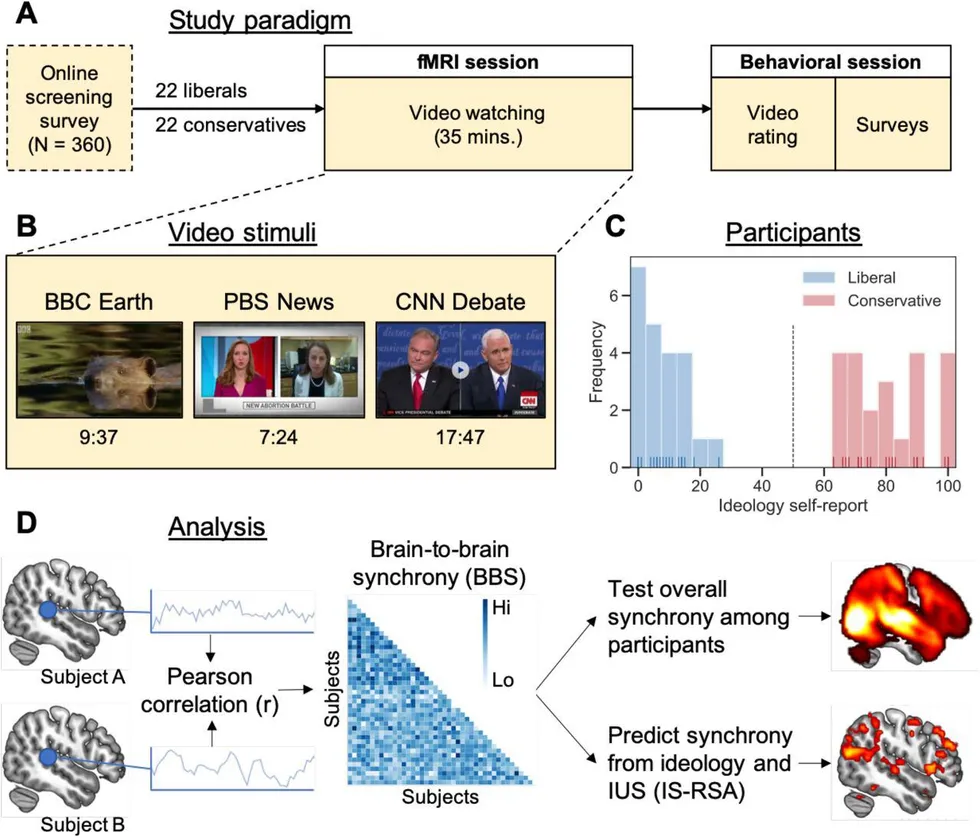 A
Study paradigm
Online
screening
survey
(N = 360)
22 liberals
22 conservatives
fMRI session
Video watching
(35 mins.)
Behavioral session
Video
rating
Surveys
B
Video stimuli
BBC Earth
PBS News
CNN Debate
NEW ABORTION BATTLE
VICE PRESIDENTIAL DEBATE
CNN
9:37
7:24
17:47
C
Participants
Liberal
Conservative
Frequency
6
4
2
0
0 20 40 60 80 100
Ideology self-report
D
Analysis
Subject A
Pearson
correlation (r)
Subject B
Brain-to-brain
synchrony (BBS)
Hi
Lo
Subjects
Subjects
Test overall
synchrony among
participants
Predict synchrony
from ideology and
IUS (IS-RSA)